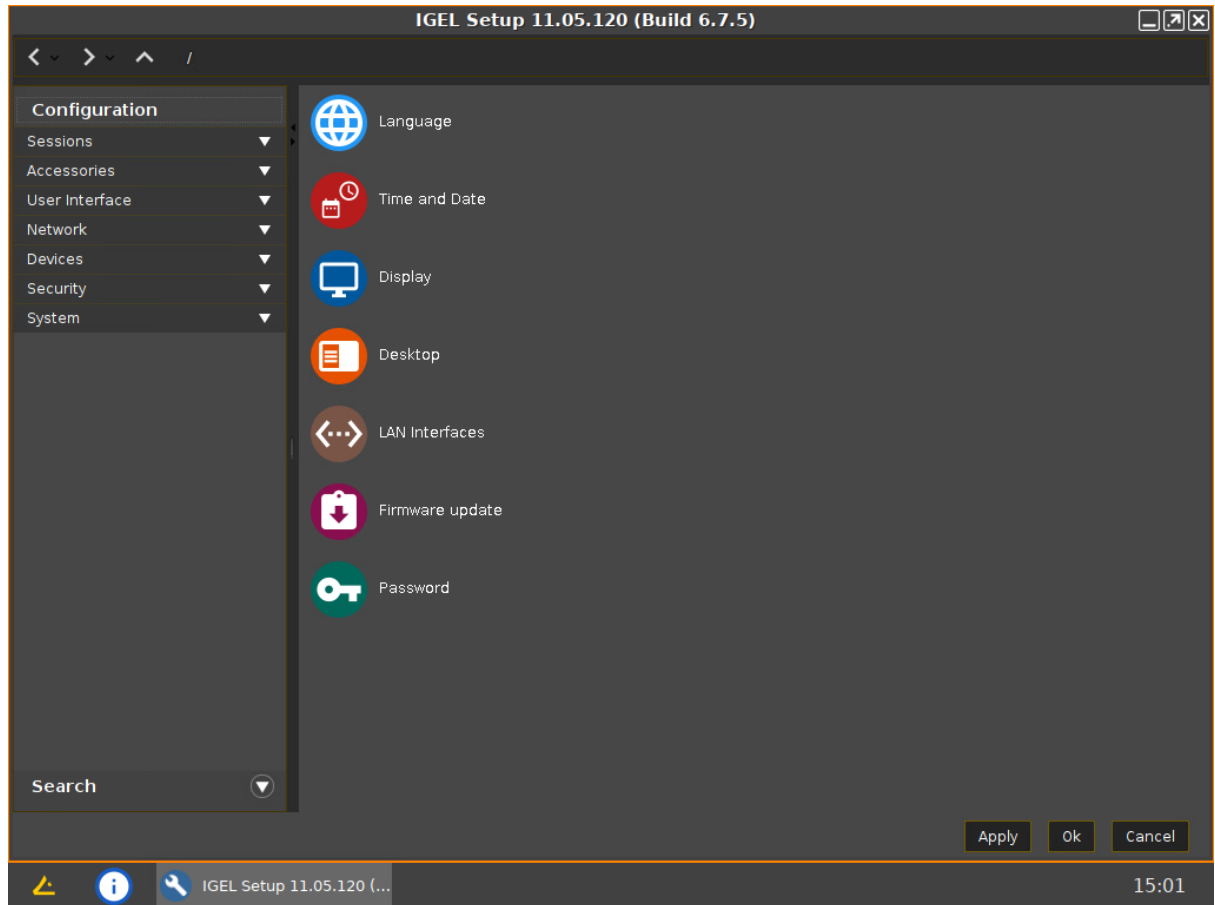 IGEL Setup 11.05.120 (Build 6.7.5)
/
Configuration
Sessions
Accessories
User Interface
Network
Devices
Security
System
Language
Time and Date
Display
Desktop
LAN Interfaces
Firmware update
Password
Search
Apply Ok Cancel
IGEL Setup 11.05.120 (... 15:01